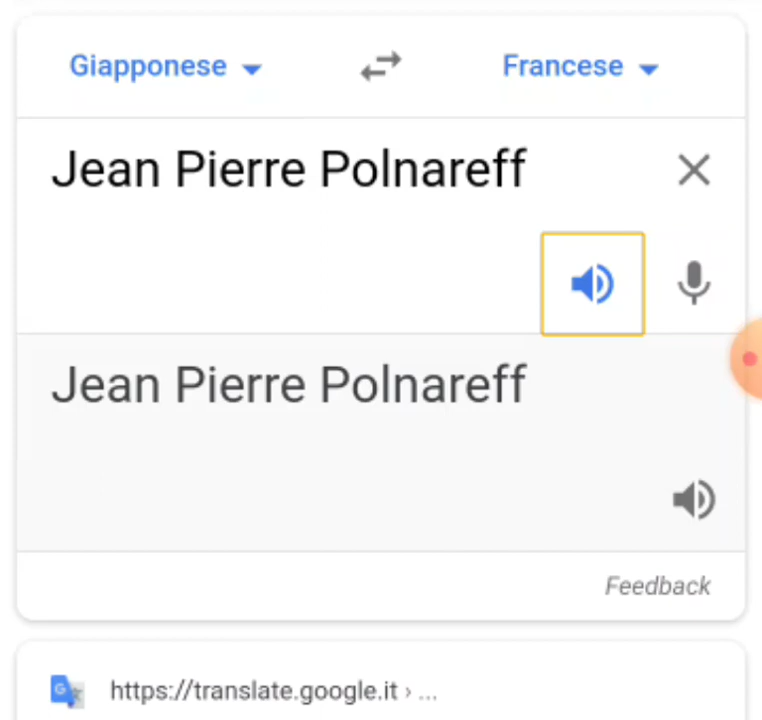 Giapponese Francese
Jean Pierre Polnareff
Jean Pierre Polnareff
Feedback
https://translate.google.it › ...